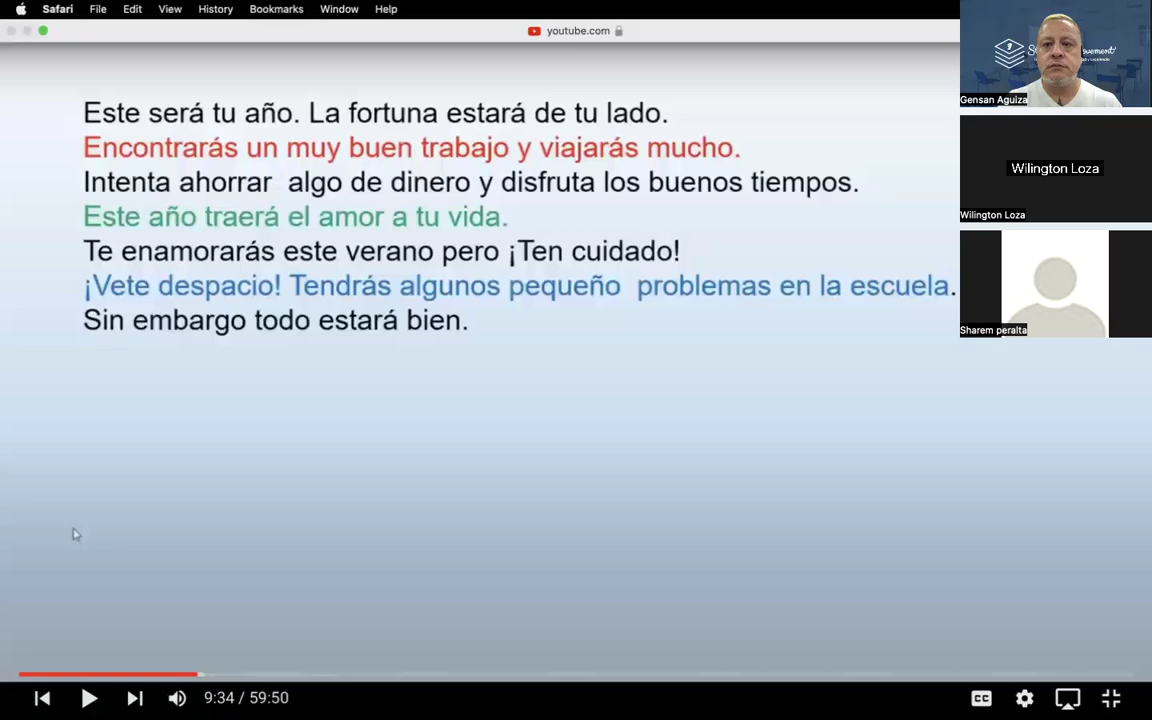 Safari File Edit View History Bookmarks Window Help
youtube.com
Este será tu año. La fortuna estará de tu lado.
Encontrarás un muy buen trabajo y viajarás mucho.
Intenta ahorrar algo de dinero y disfruta los buenos tiempos.
Este año traerá el amor a tu vida.
Te enamorarás este verano pero ¡Ten cuidado!
¡Vete despacio! Tendrás algunos pequeño problemas en la escuela.
Sin embargo todo estará bien.
Gensan Aguiza
Wilington Loza
Wilington Loza
Sharem peralta
9:34 / 59:50
CC